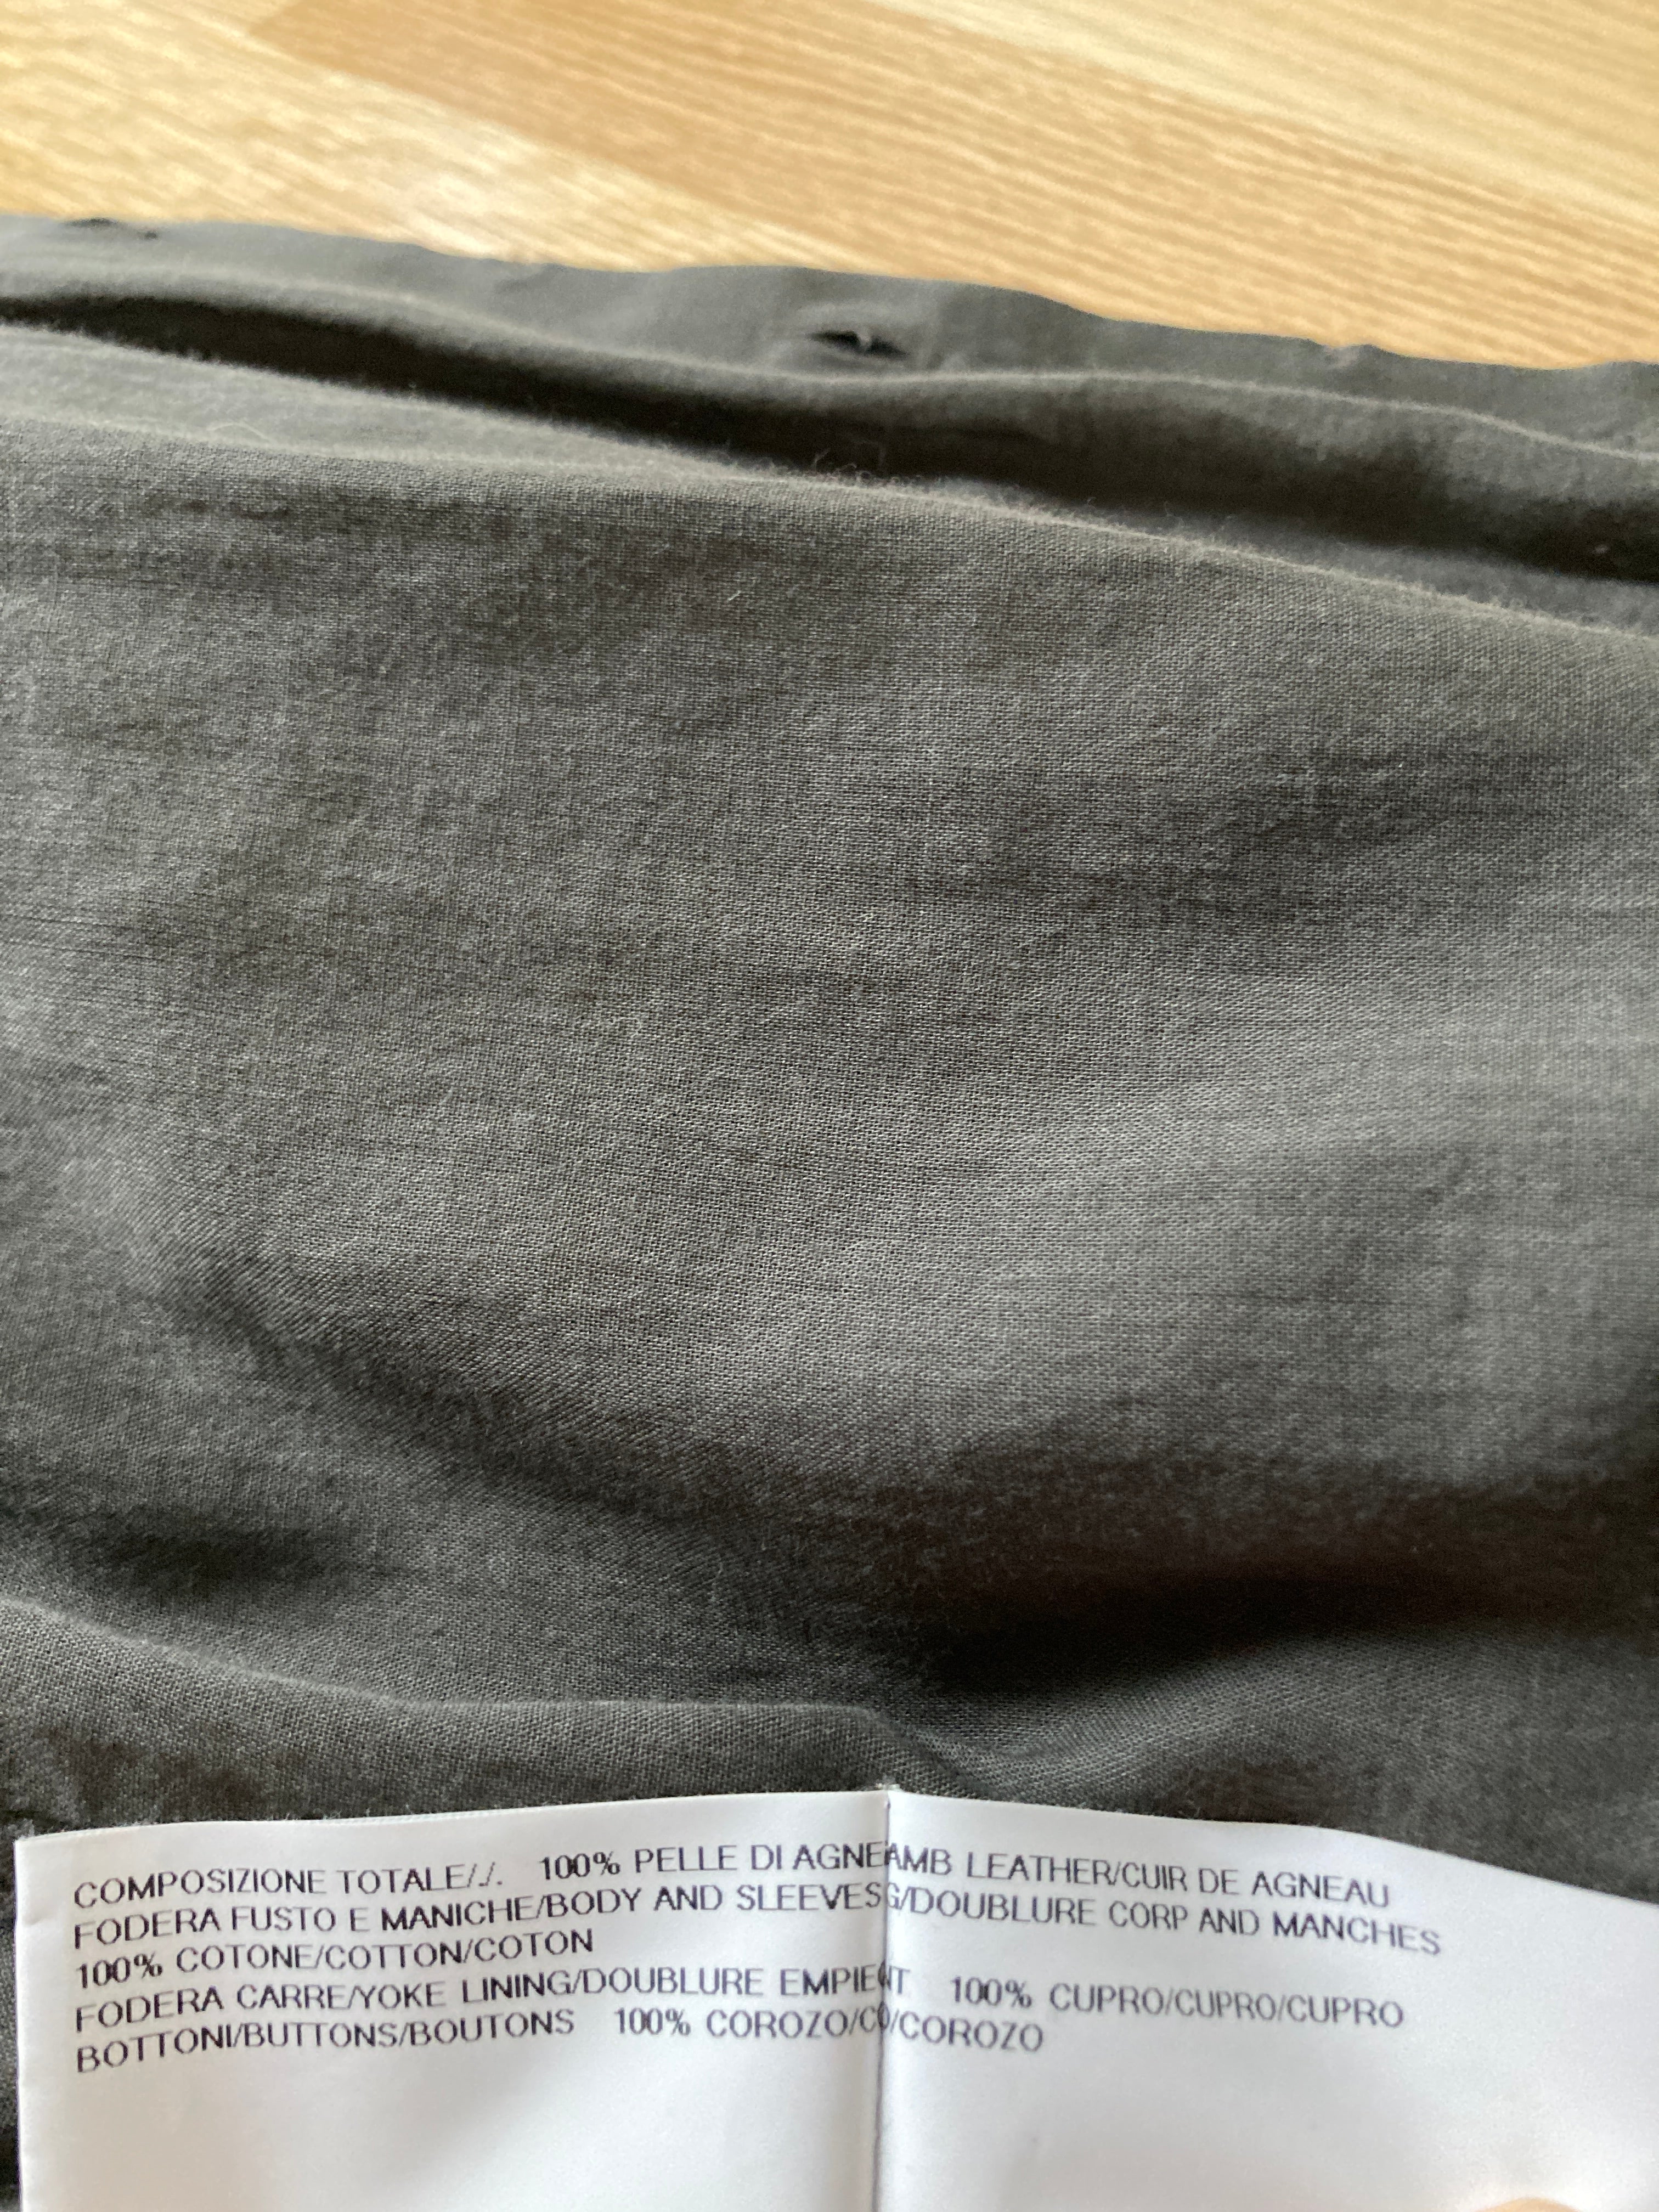 COMPOSIZIONE TOTALE/./. 100% PELLE DI AGNEAMB LEATHER/CUIR DE AGNEAU
FODERA FUSTO E MANICHE/BODY AND SLEEVES G/DOUBLURE CORP AND MANCHES
100% COTONE/COTTON/COTON
FODERA CARRE/YOKE LINING/DOUBLURE EMPIE T 100% CUPRO/CUPRO/CUPRO
BOTTONI/BUTTONS/BOUTONS 100% COROZO/CO/COROZO